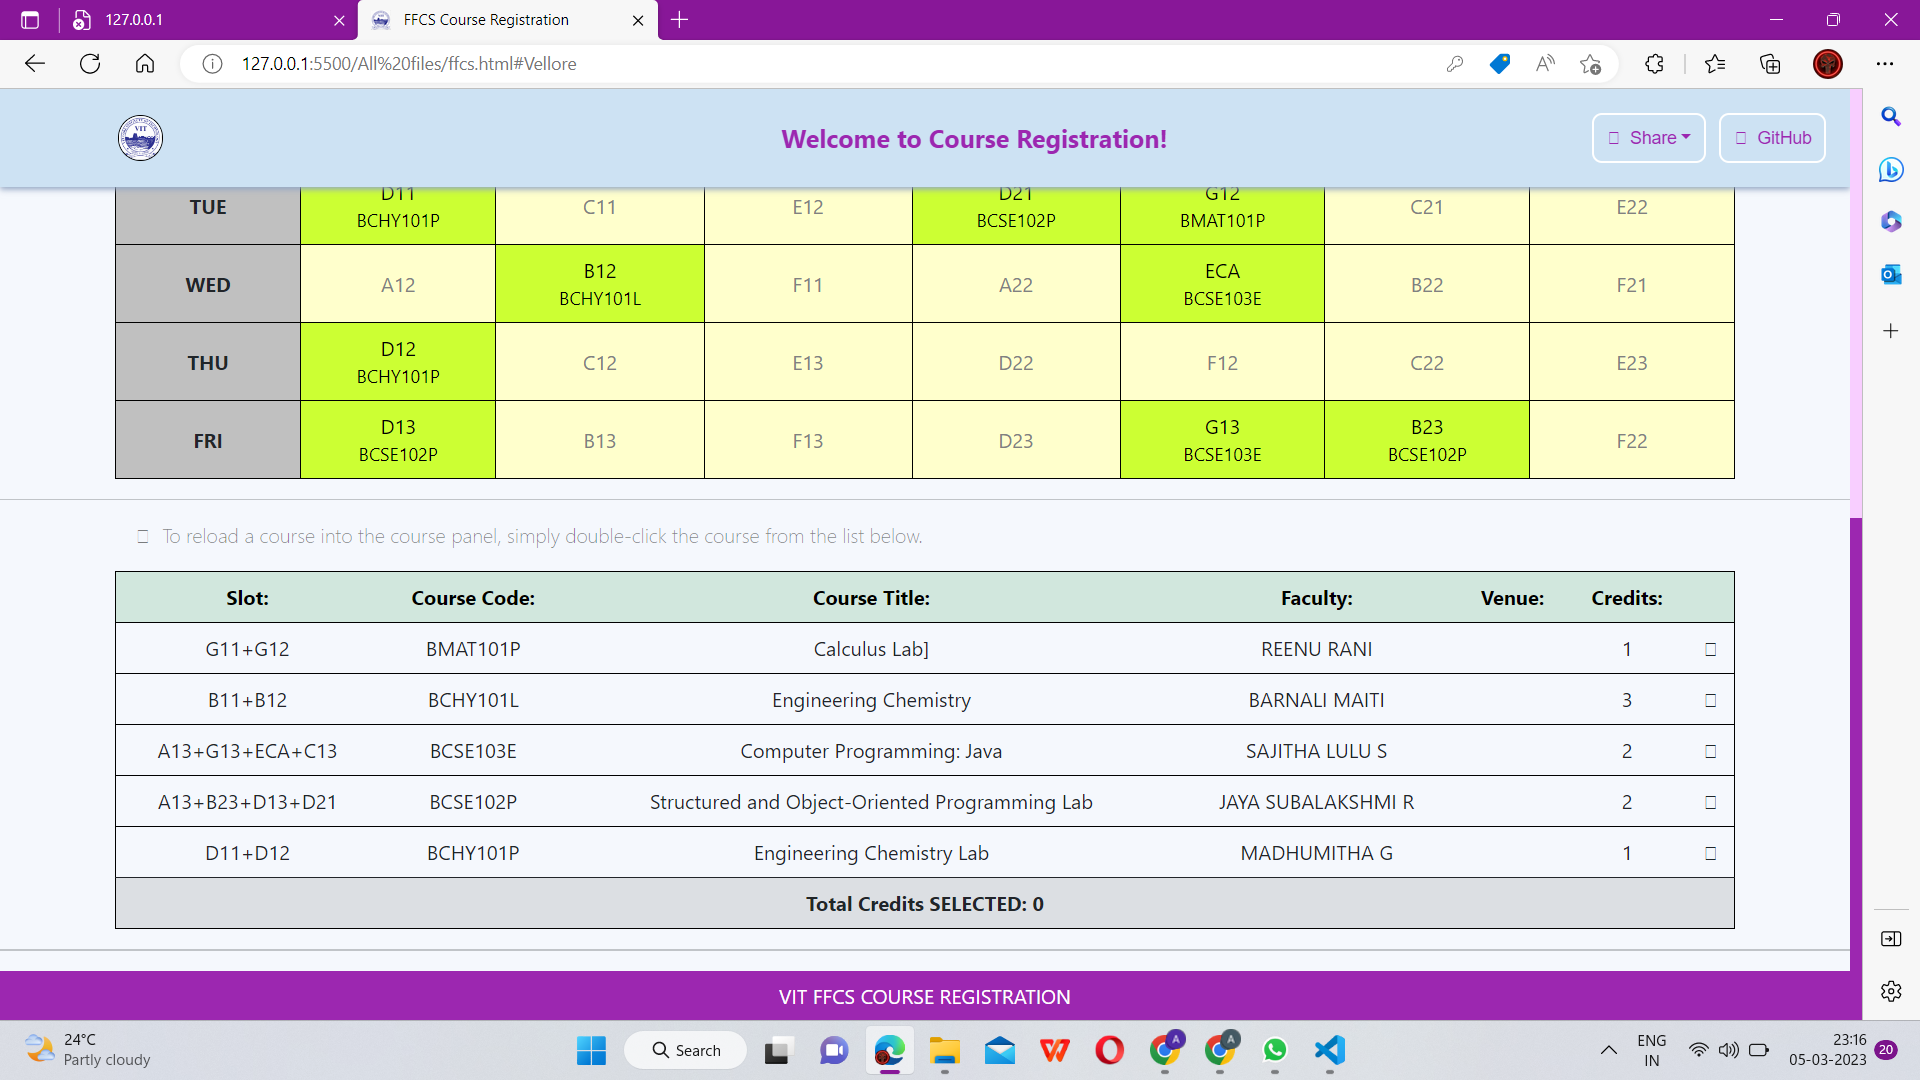 127.0.0.1
FFCS Course Registration
127.0.0.1:5500/All%20files/ffcs.html#Vellore
VIT
Welcome to Course Registration!
Share
GitHub
TUE D11 C11 E12 D21 G12 C21 E22
BCHY101P BCSE102P BMAT101P
WED A12 B12 F11 A22 ECA B22 F21
BCHY101L BCSE103E
THU D12 C12 E13 D22 F12 C22 E23
BCHY101P
FRI D13 B13 F13 D23 G13 B23 F22
BCSE102P BCSE103E BCSE102P
To reload a course into the course panel, simply double-click the course from the list below.
Slot: Course Code: Course Title: Faculty: Venue: Credits:
G11+G12 BMAT101P Calculus Lab] REENU RANI 1
B11+B12 BCHY101L Engineering Chemistry BARNALI MAITI 3
A13+G13+ECA+C13 BCSE103E Computer Programming: Java SAJITHA LULU S 2
A13+B23+D13+D21 BCSE102P Structured and Object-Oriented Programming Lab JAYA SUBALAKSHMI R 2
D11+D12 BCHY101P Engineering Chemistry Lab MADHUMITHA G 1
Total Credits SELECTED: 0
VIT FFCS COURSE REGISTRATION
24°C
Partly cloudy
Search
ENG
IN
23:16
05-03-2023
20